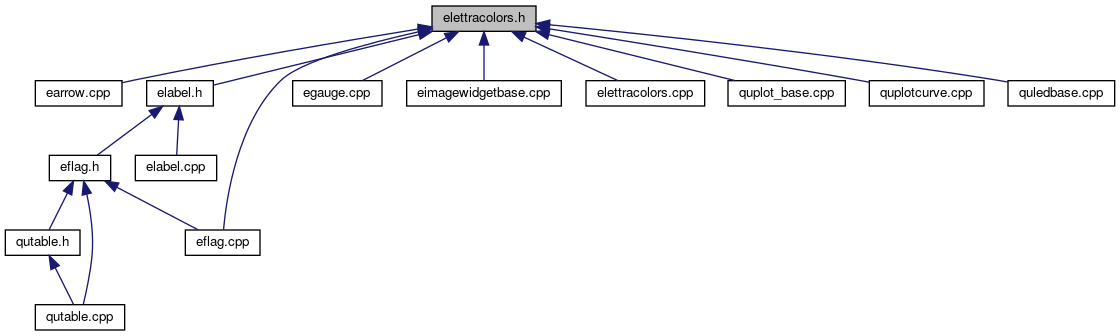 elettracolors.h
earrow.cpp
elabel.h
egauge.cpp
eimagewidgetbase.cpp
elettracolors.cpp
quplot_base.cpp
quplotcurve.cpp
quledbase.cpp
eflag.h
elabel.cpp
qutable.h
eflag.cpp
qutable.cpp